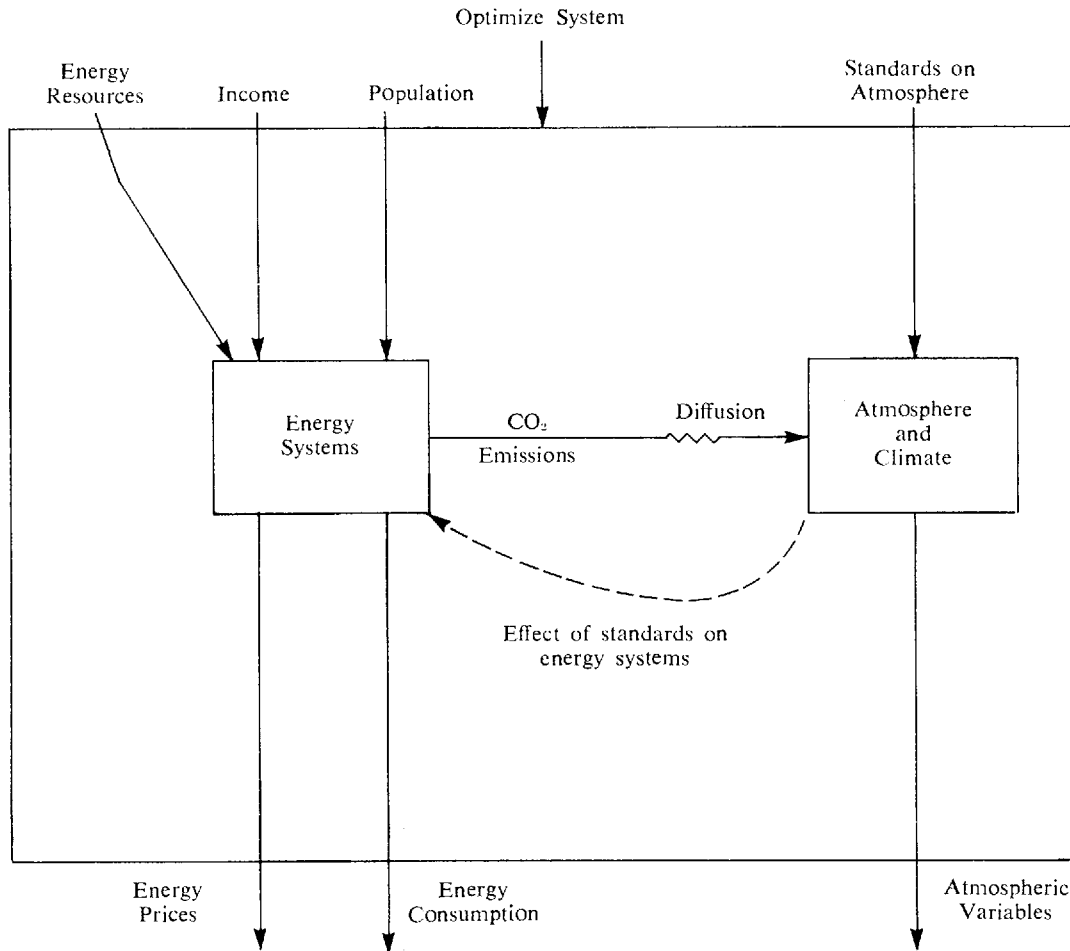 Optimize System
Energy
Resources
Income
Population
Standards on
Atmosphere
Energy
Systems
CO₂
Emissions
Diffusion
Atmosphere
and
Climate
Effect of standards on
energy systems
Energy
Prices
Energy
Consumption
Atmospheric
Variables